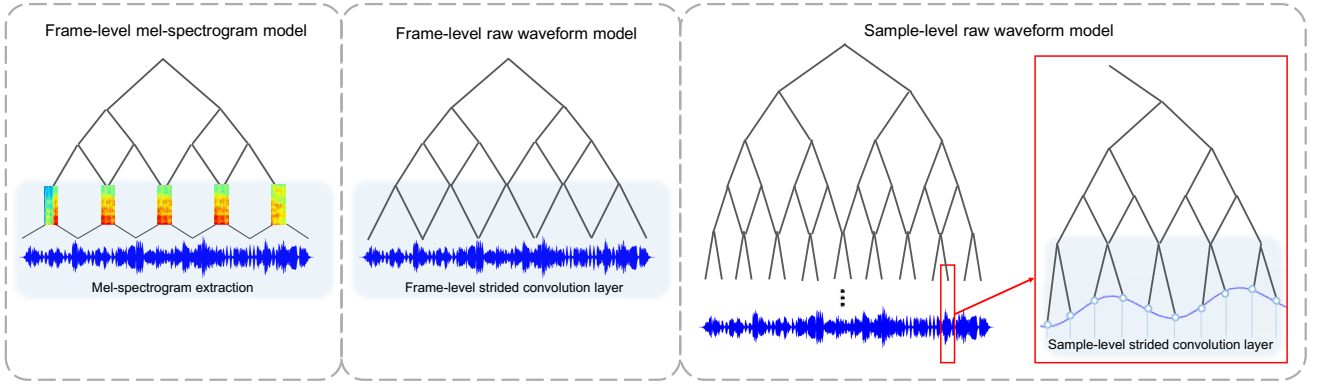 Frame-level mel-spectrogram model
Mel-spectrogram extraction
Frame-level raw waveform model
Frame-level strided convolution layer
Sample-level raw waveform model
Sample-level strided convolution layer